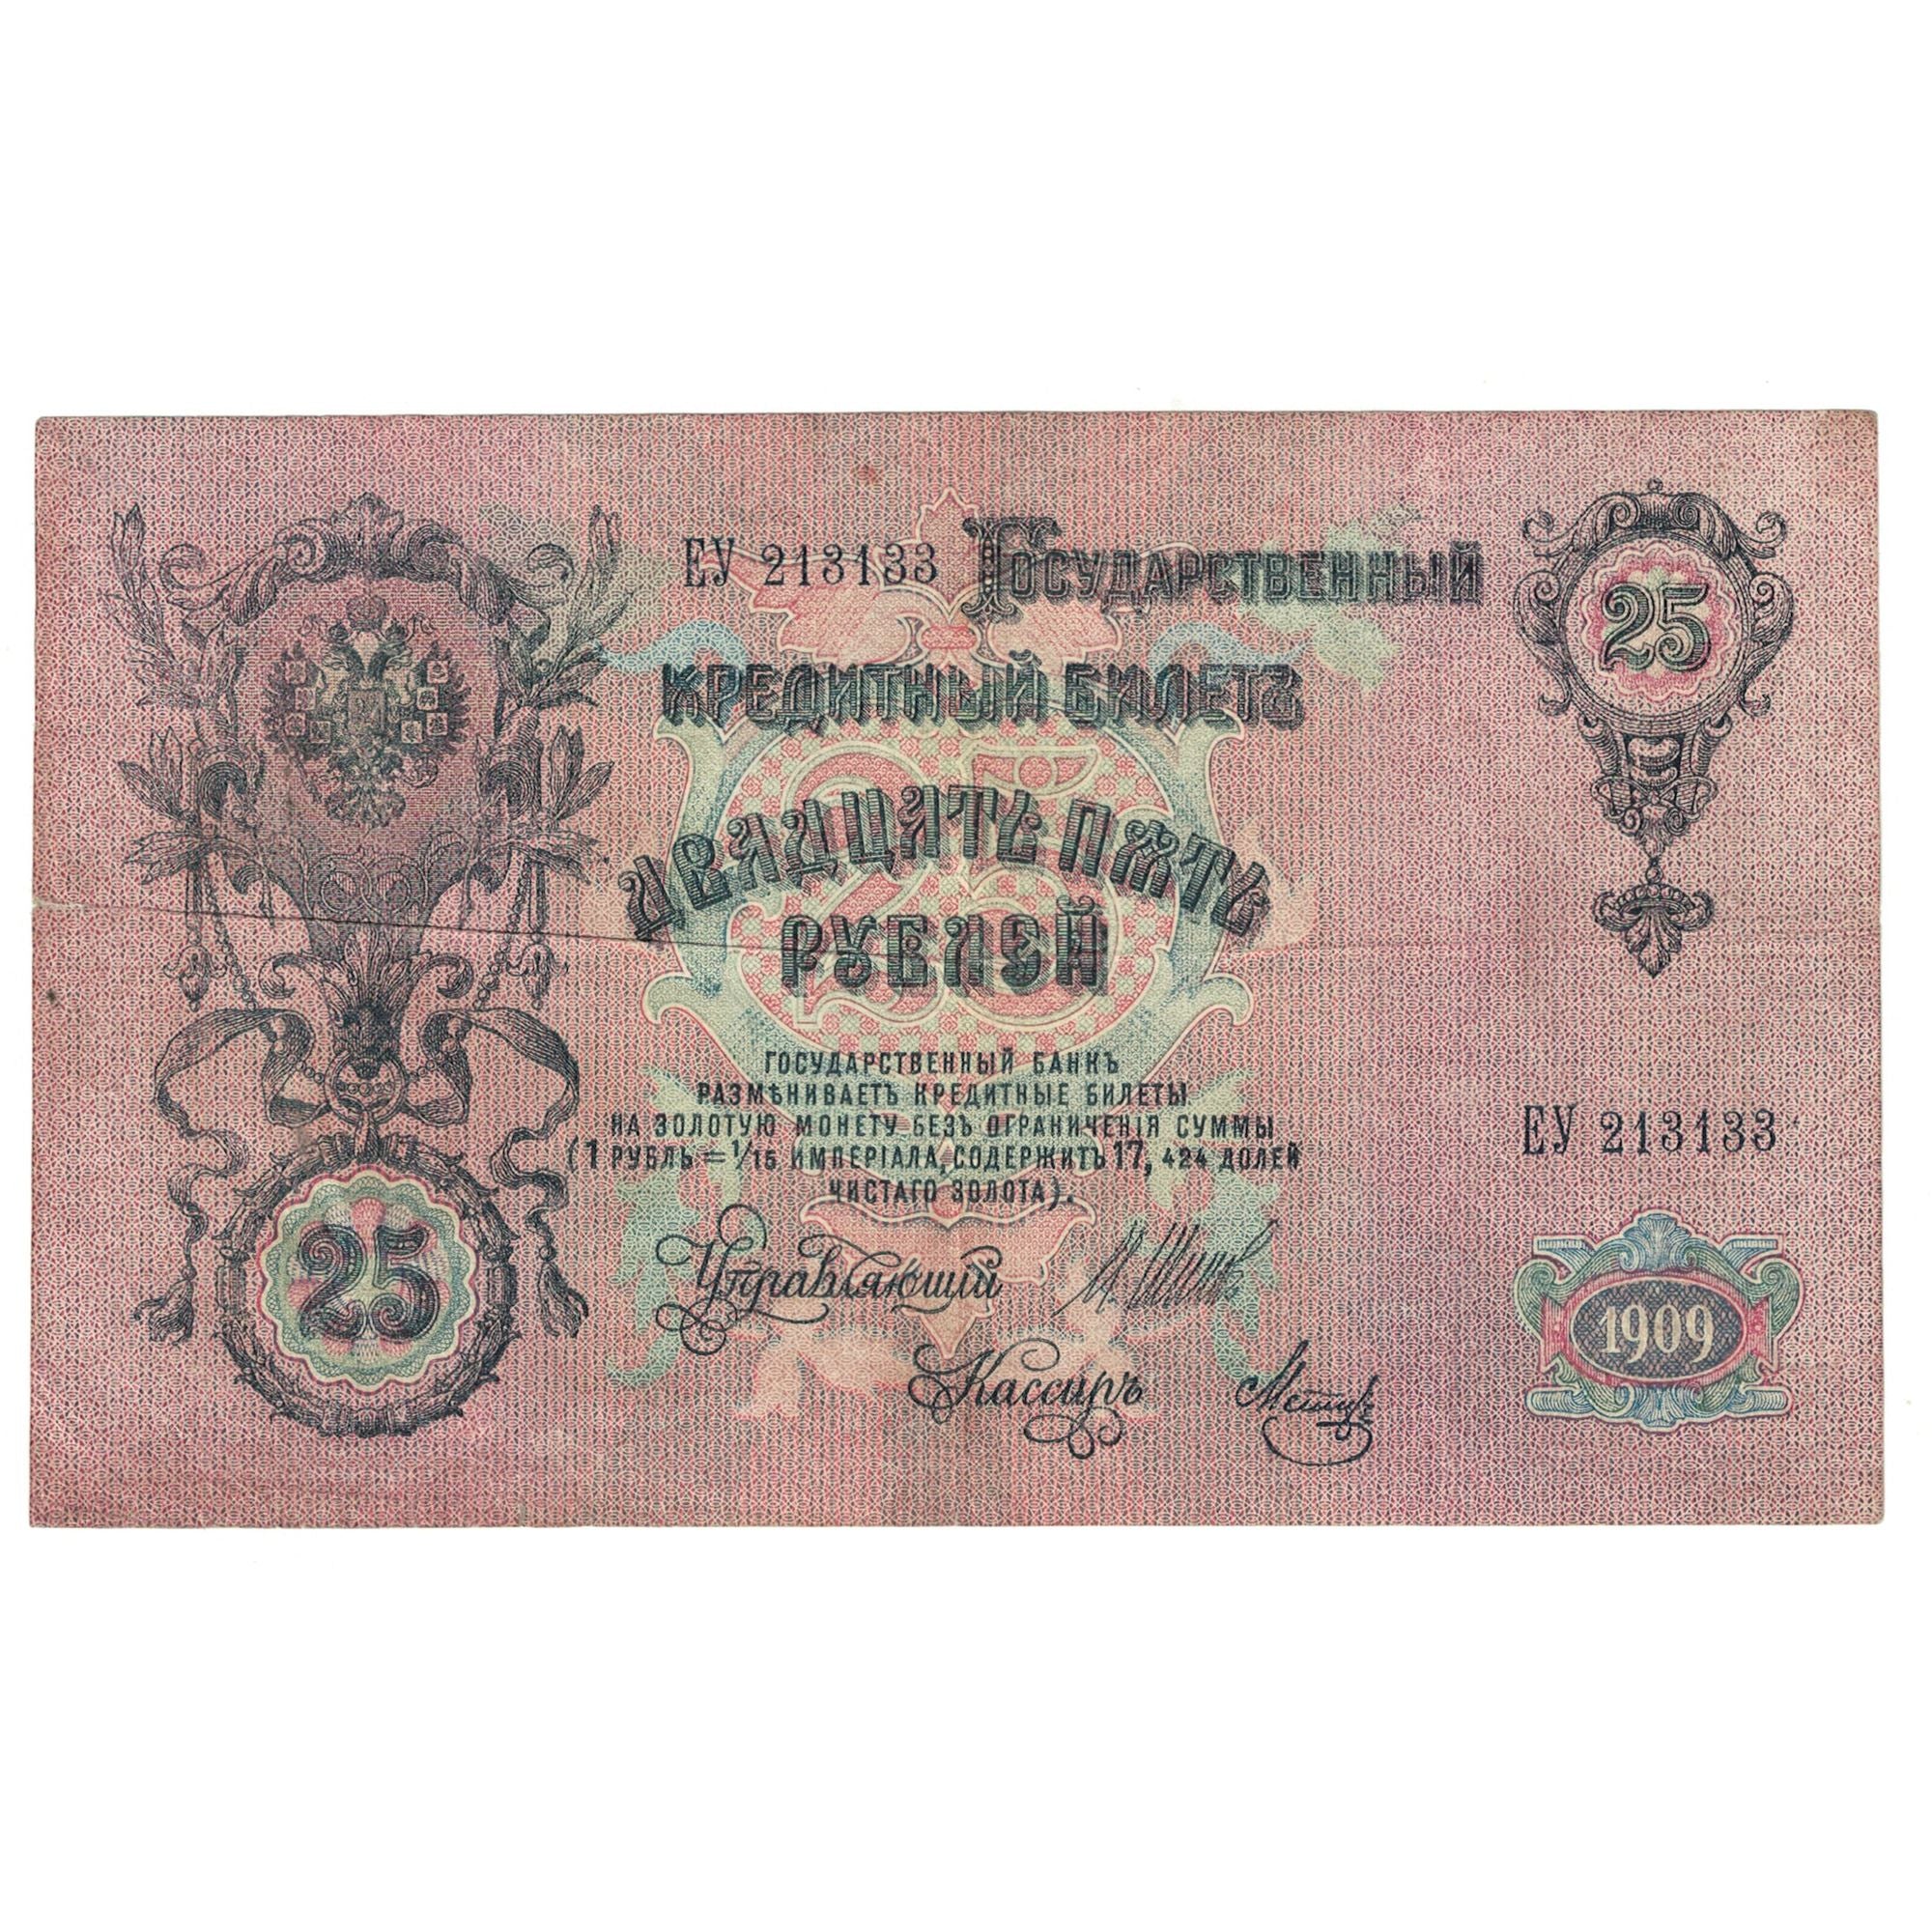 ЕУ 213133 Государственный
25
Кредитный Билетъ
Двадцать пять
рублей
Государственный Банкъ
размѣниваетъ кредитные билеты
на золотую монету безъ ограниченія суммы
(1 рубль = 1/15 имперіала, содержитъ 17,424 долей
чистаго золота).
ЕУ 213133
25
Управляющій
Кассиръ
1909